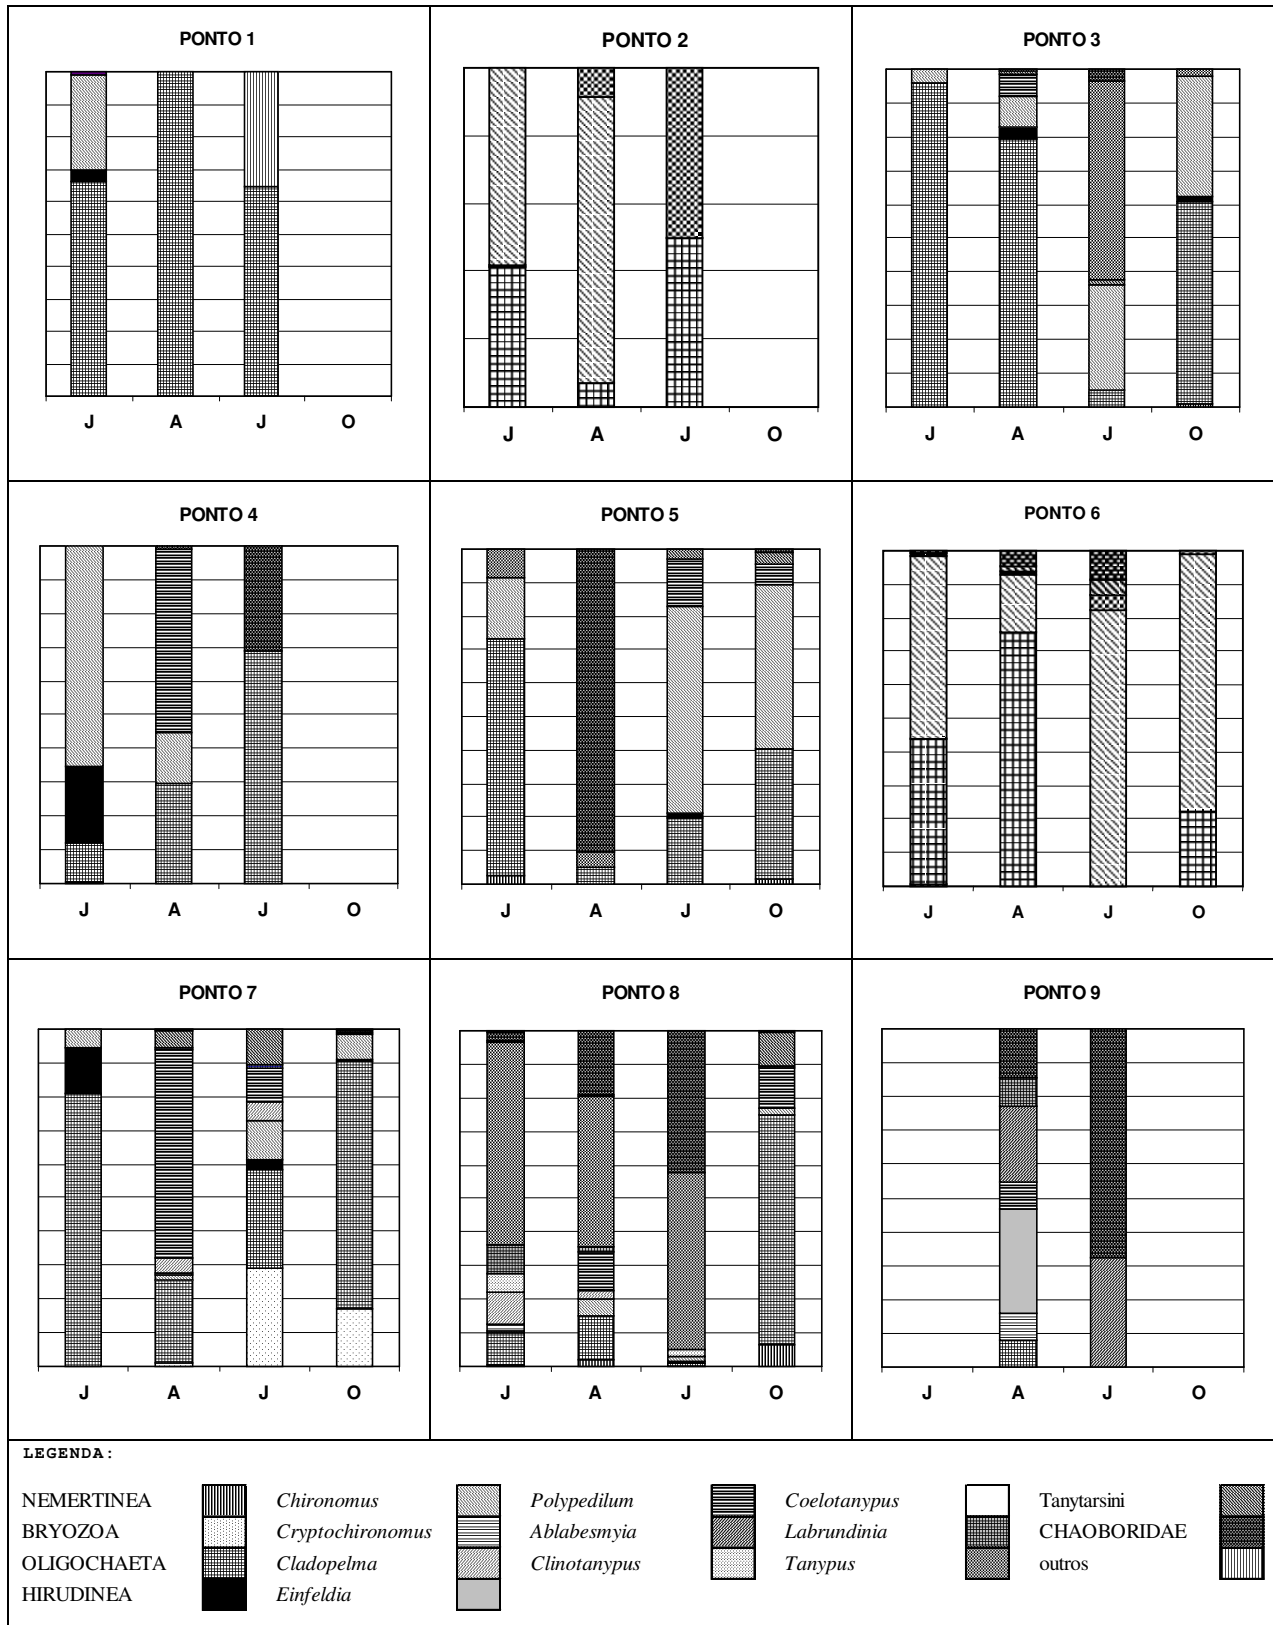 PONTO 1
J A J O
PONTO 2
J A J O
PONTO 3
J A J O
PONTO 4
J A J O
PONTO 5
J A J O
PONTO 6
J A J O
PONTO 7
J A J O
PONTO 8
J A J O
PONTO 9
J A J O
LEGENDA:
NEMERTINEA Chironomus Polypedilum Coelotanypus Tanytarsini
BRYOZOA Cryptochironomus Ablabesmyia Labrundinia CHAOBORIDAE
OLIGOCHAETA Cladopelma Clinotanypus Tanypus outros
HIRUDINEA Einfeldia